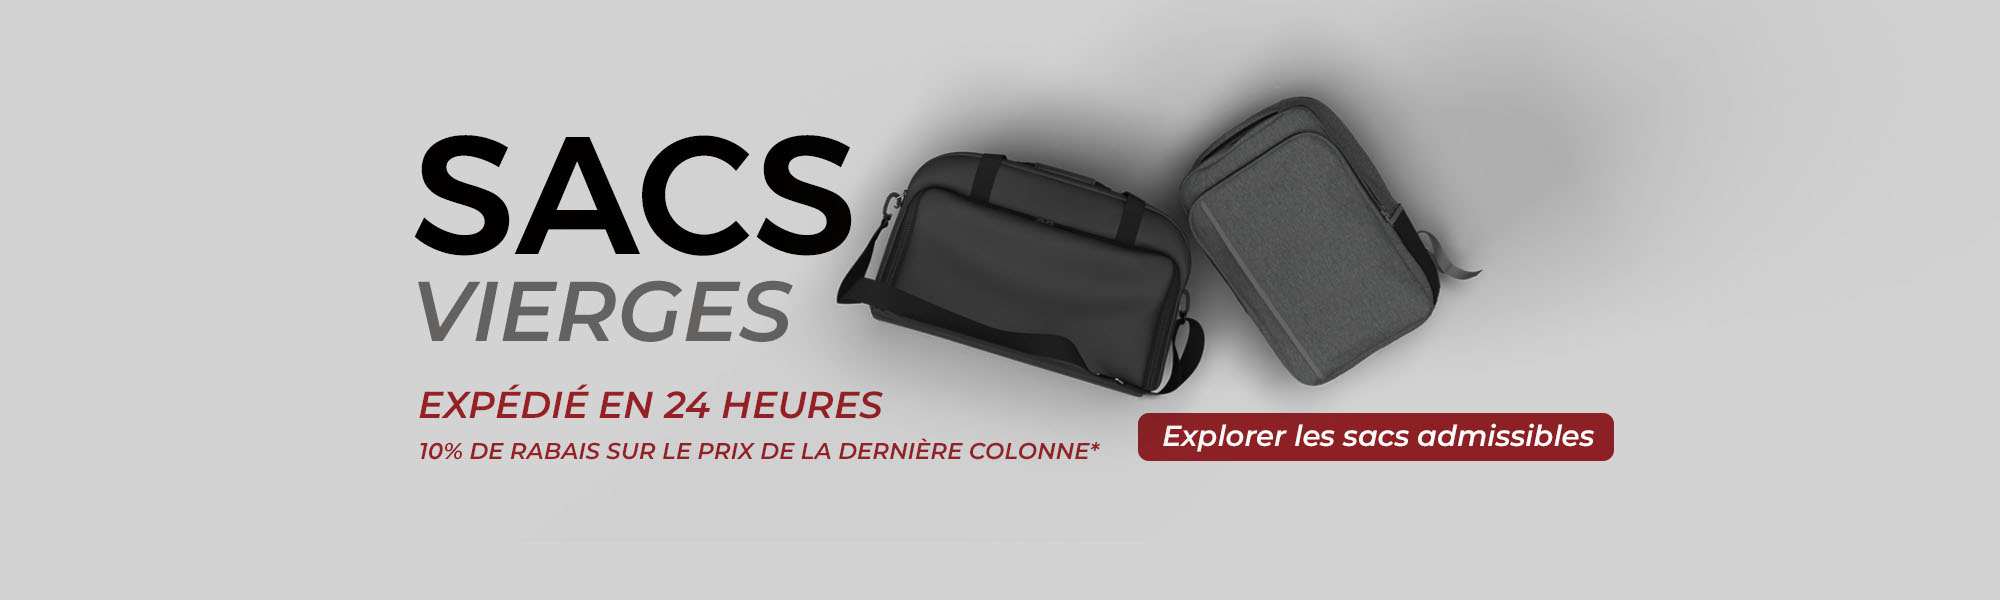 SACS
VIERGES
EXPÉDIÉ EN 24 HEURES
10% DE RABAIS SUR LE PRIX DE LA DERNIÈRE COLONNE*
Explorer les sacs admissibles